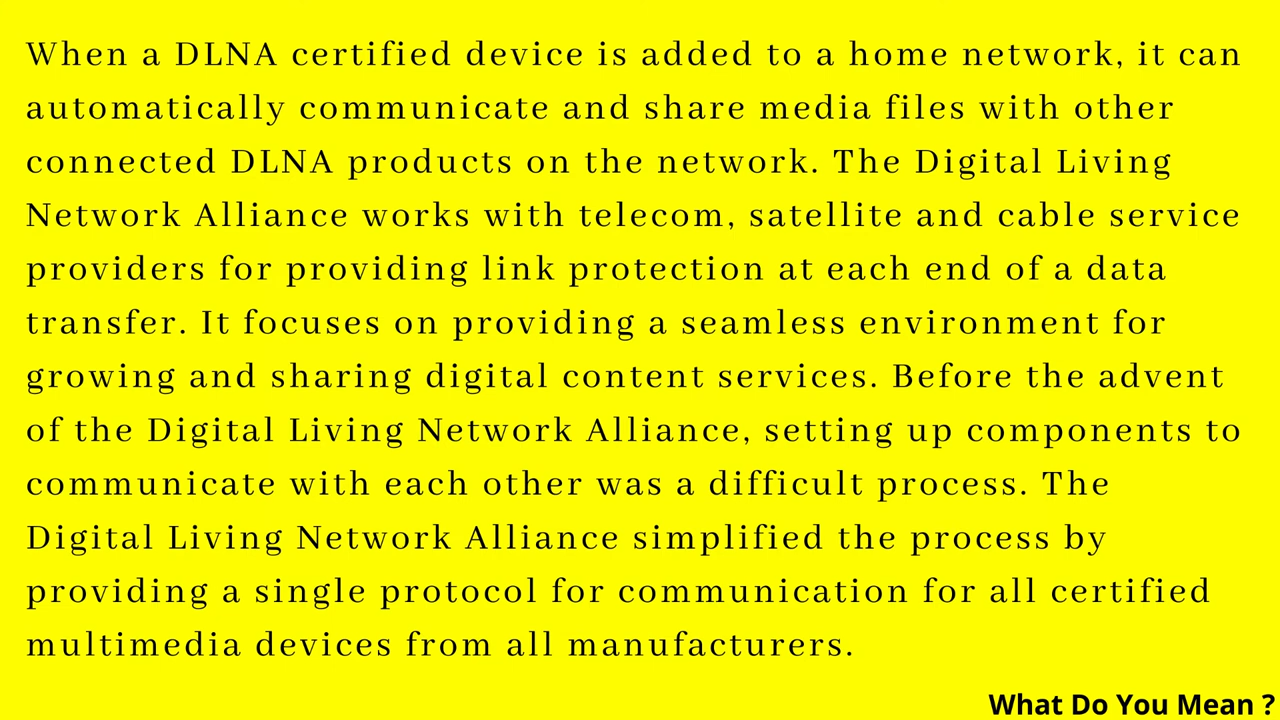 When a DLNA certified device is added to a home network, it can
automatically communicate and share media files with other
connected DLNA products on the network. The Digital Living
Network Alliance works with telecom, satellite and cable service
providers for providing link protection at each end of a data
transfer. It focuses on providing a seamless environment for
growing and sharing digital content services. Before the advent
of the Digital Living Network Alliance, setting up components to
communicate with each other was a difficult process. The
Digital Living Network Alliance simplified the process by
providing a single protocol for communication for all certified
multimedia devices from all manufacturers.
What Do You Mean ?